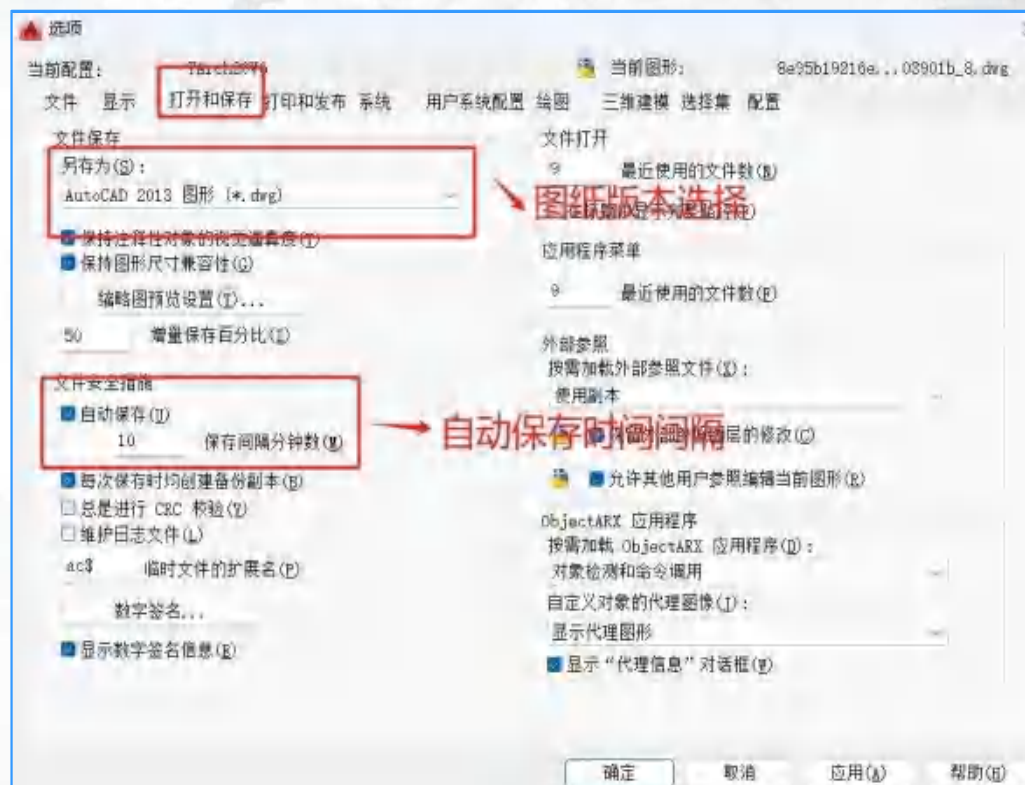 选项
当前配置:
当前图形: 8e95b19216e...03901b_8.dwg
文件 显示 打开和保存 打印和发布 系统 用户系统配置 绘图 三维建模 选择集 配置
文件保存
另存为(S):
AutoCAD 2013 图形 (*.dwg)
保持注释性对象的视觉逼真度(I)
保持图形尺寸兼容性(G)
缩略图预览设置(T)...
50 增量保存百分比(I)
文件安全措施
自动保存(U)
10 保存间隔分钟数(M)
每次保存时均创建备份副本(B)
总是进行 CRC 校验(V)
维护日志文件(L)
ac$ 临时文件的扩展名(P)
数字签名...
显示数字签名信息(E)
文件打开
9 最近使用的文件数(N)
图纸版本选择
应用程序菜单
9 最近使用的文件数(F)
外部参照
按需加载外部参照文件(X):
使用副本
自动保存时间间隔
层的修改(C)
允许其他用户参照编辑当前图形(R)
ObjectARX 应用程序
按需加载 ObjectARX 应用程序(D):
对象检测和命令调用
自定义对象的代理图像(J):
显示代理图形
显示“代理信息”对话框(W)
确定 取消 应用(A) 帮助(H)